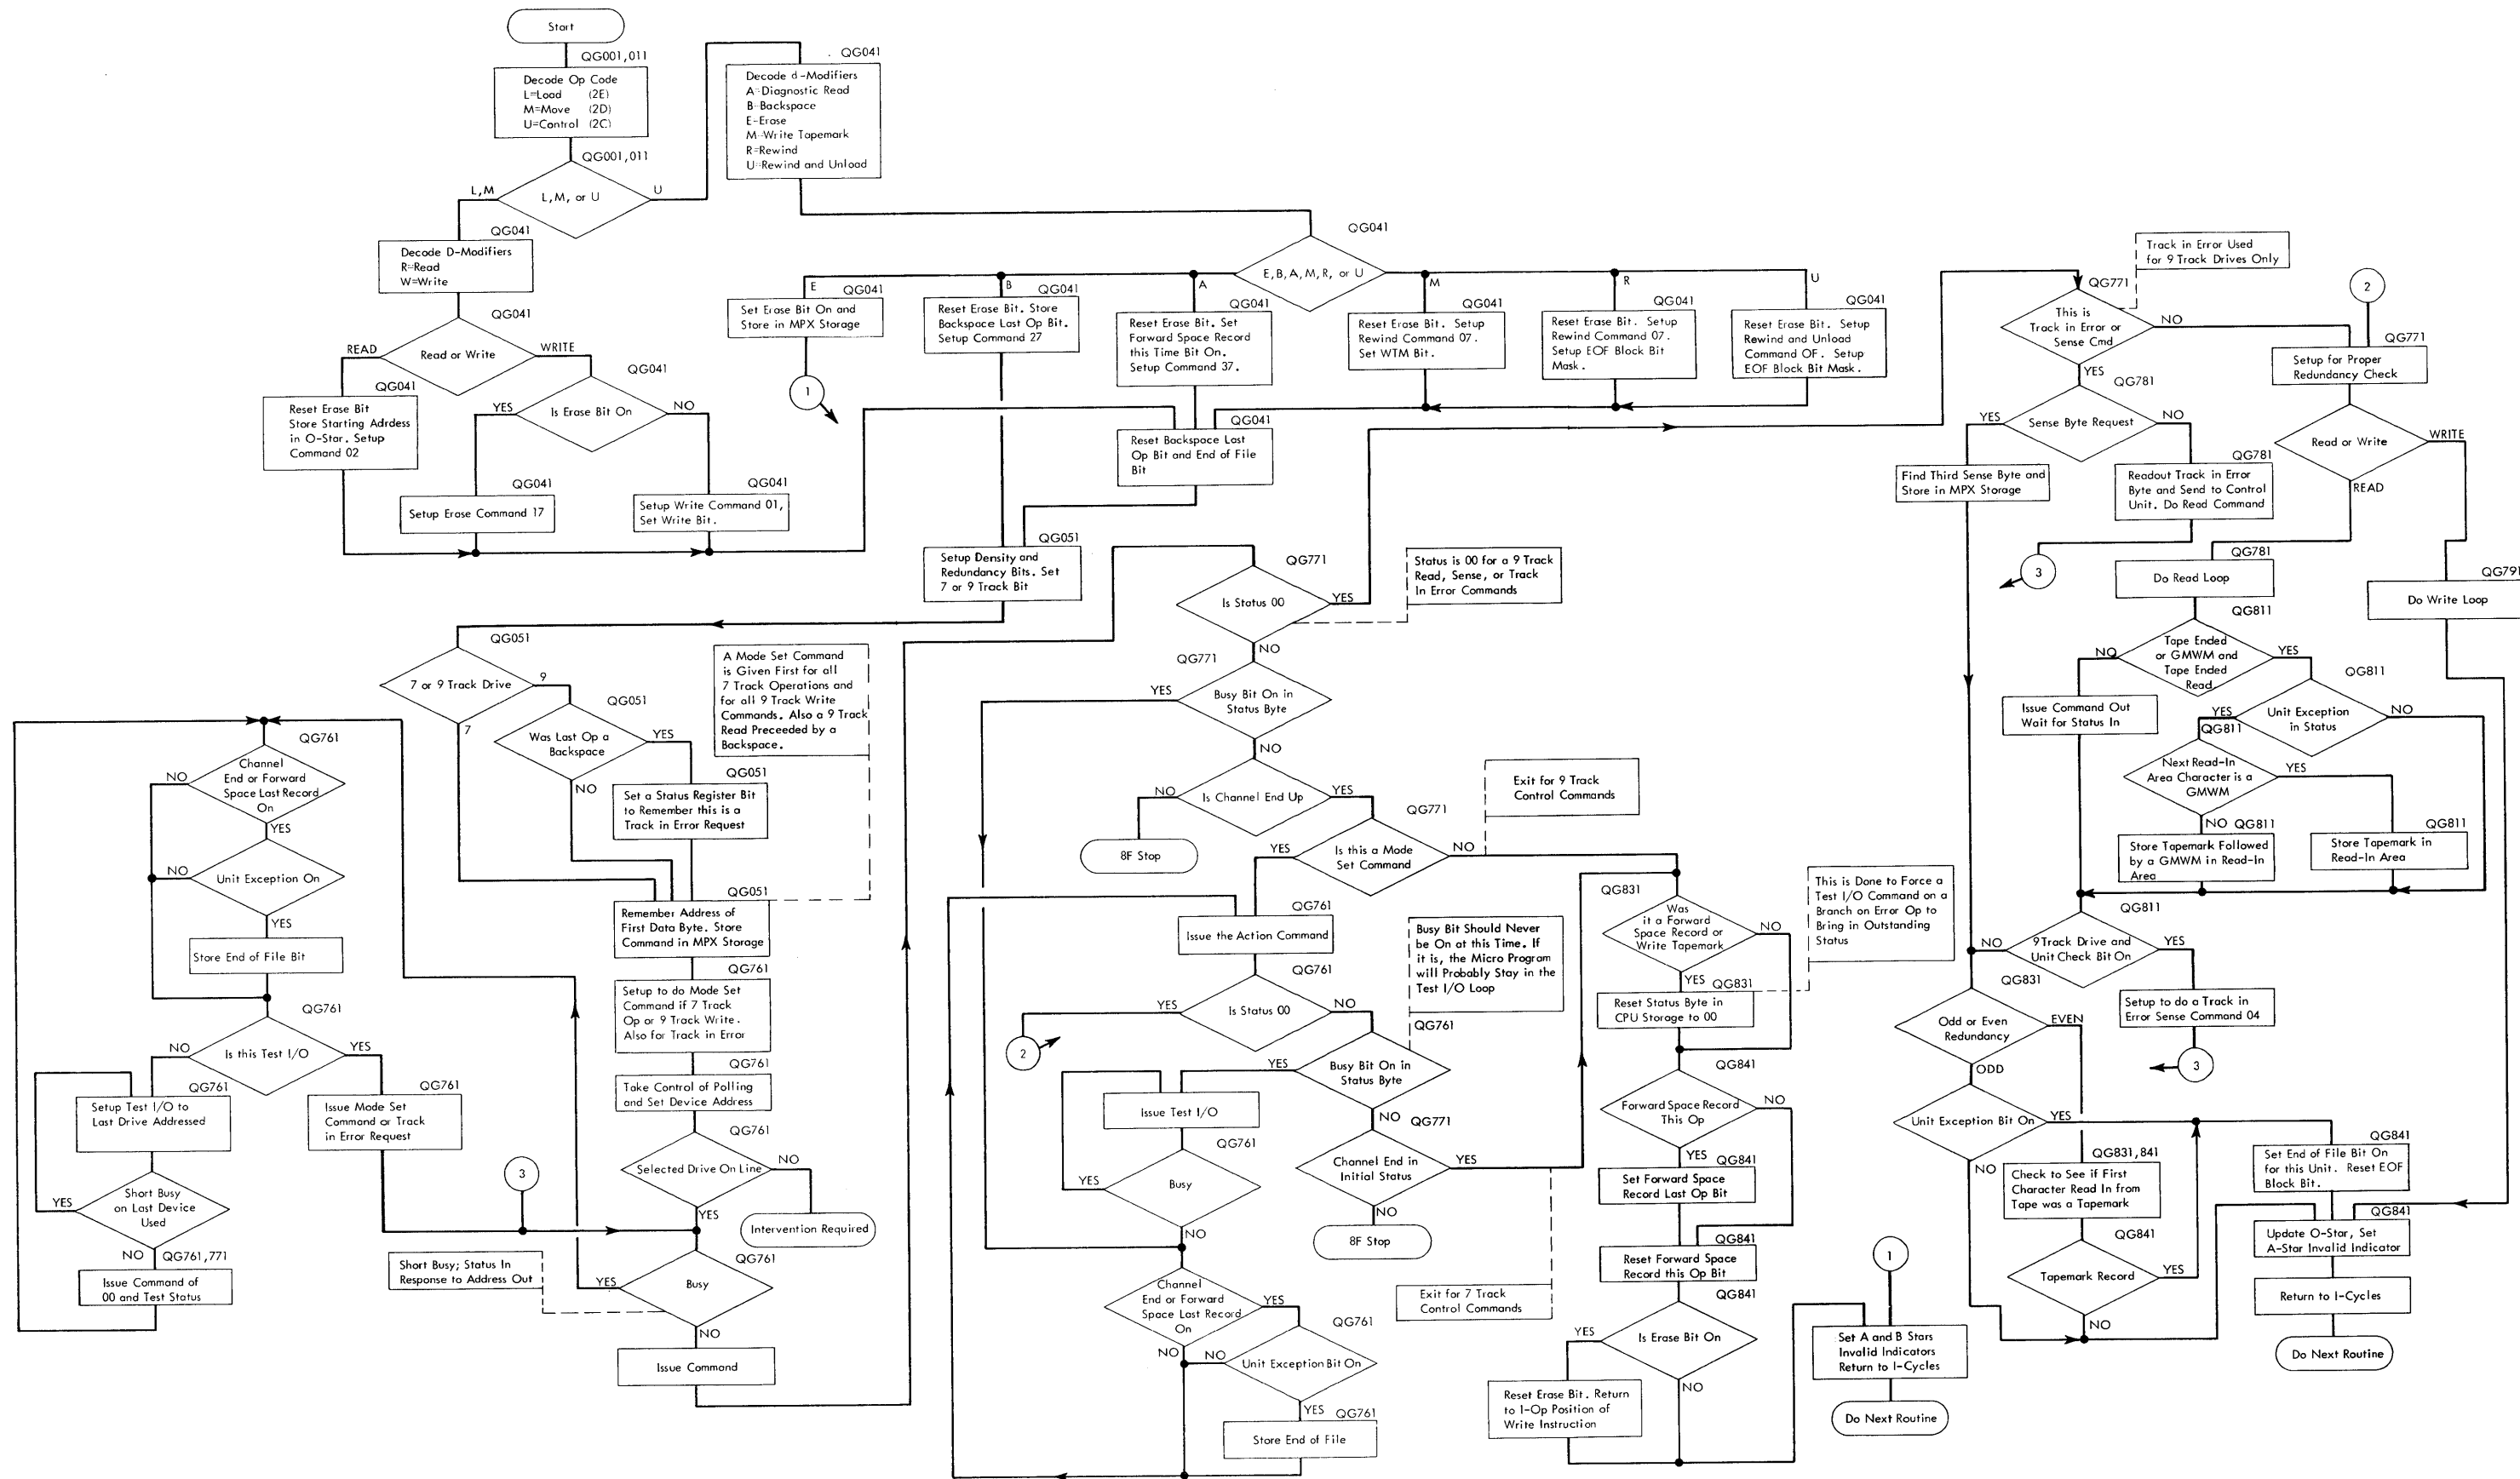 Start
QG001,011
Decode Op Code
L=Load (2E)
M=Move (2D)
U=Control (2C)
QG001,011
L,M
L,M, or U
U
QG041
Decode d-Modifiers
A=Diagnostic Read
B=Backspace
E-Erase
M=Write Tapemark
R=Rewind
U=Rewind and Unload
QG041
Decode D-Modifiers
R=Read
W=Write
QG041
READ
Read or Write
WRITE
QG041
Reset Erase Bit
Store Starting Adrdess
in O-Star. Setup
Command 02
QG041
YES
Is Erase Bit On
NO
QG041
Setup Erase Command 17
QG041
Setup Write Command 01,
Set Write Bit.
QG041
E,B,A,M,R, or U
E
QG041
Set Erase Bit On and
Store in MPX Storage
1
B
QG041
Reset Erase Bit. Store
Backspace Last Op Bit.
Setup Command 27
A
QG041
Reset Erase Bit. Set
Forward Space Record
this Time Bit On.
Setup Command 37.
M
QG041
Reset Erase Bit. Setup
Rewind Command 07.
Set WTM Bit.
R
QG041
Reset Erase Bit. Setup
Rewind Command 07.
Setup EOF Block Bit
Mask.
U
QG041
Reset Erase Bit. Setup
Rewind and Unload
Command OF. Setup
EOF Block Bit Mask.
QG041
Reset Backspace Last
Op Bit and End of File
Bit
QG051
Setup Density and
Redundancy Bits. Set
7 or 9 Track Bit
QG051
7 or 9 Track Drive
9
7
QG051
Was Last Op a
Backspace
YES
NO
QG051
Set a Status Register Bit
to Remember this is a
Track in Error Request
A Mode Set Command
is Given First for all
7 Track Operations and
for all 9 Track Write
Commands. Also a 9 Track
Read Preceeded by a
Backspace.
QG051
Remember Address of
First Data Byte. Store
Command in MPX Storage
QG761
Setup to do Mode Set
Command if 7 Track
Op or 9 Track Write.
Also for Track in Error
QG761
Take Control of Polling
and Set Device Address
QG761
Selected Drive On Line
NO
YES
Intervention Required
3
Short Busy; Status In
Response to Address Out
QG761
YES
Busy
NO
Issue Command
QG761
Channel
End or Forward
Space Last Record
On
NO
YES
NO
Unit Exception On
YES
Store End of File Bit
QG761
NO
Is this Test I/O
YES
QG761
Setup Test I/O to
Last Drive Addressed
QG761
Issue Mode Set
Command or Track
in Error Request
YES
Short Busy
on Last Device
Used
NO
QG761,771
Issue Command of
00 and Test Status
QG771
Is Status 00
YES
NO
Status is 00 for a 9 Track
Read, Sense, or Track
In Error Commands
QG771
YES
Busy Bit On in
Status Byte
NO
NO
Is Channel End Up
YES
8F Stop
QG771
YES
Is this a Mode
Set Command
NO
Exit for 9 Track
Control Commands
QG761
Issue the Action Command
QG761
YES
Is Status 00
NO
2
Busy Bit Should Never
be On at this Time. If
it is, the Micro Program
will Probably Stay in the
Test I/O Loop
QG761
YES
Busy Bit On in
Status Byte
NO
Issue Test I/O
QG761
YES
Busy
NO
QG771
Channel End in
Initial Status
YES
NO
8F Stop
Channel
End or Forward
Space Last Record
On
YES
NO
QG761
NO
Unit Exception Bit On
YES
QG761
Store End of File
Exit for 7 Track
Control Commands
QG831
Was
it a Forward
Space Record or
Write Tapemark
NO
YES
QG831
Reset Status Byte in
CPU Storage to 00
This is Done to Force a
Test I/O Command on a
Branch on Error Op to
Bring in Outstanding
Status
QG841
Forward Space Record
This Op
NO
YES
QG841
Set Forward Space
Record Last Op Bit
QG841
Reset Forward Space
Record this Op Bit
QG841
YES
Is Erase Bit On
NO
Reset Erase Bit. Return
to I-Op Position of
Write Instruction
1
Set A and B Stars
Invalid Indicators
Return to I-Cycles
Do Next Routine
Track in Error Used
for 9 Track Drives Only
QG771
This is
Track in Error or
Sense Cmd
NO
YES
2
QG771
Setup for Proper
Redundancy Check
QG781
YES
Sense Byte Request
NO
Find Third Sense Byte and
Store in MPX Storage
QG781
Readout Track in Error
Byte and Send to Control
Unit. Do Read Command
3
Read or Write
WRITE
READ
QG781
Do Read Loop
QG791
Do Write Loop
QG811
Tape Ended
or GMWM and
Tape Ended
Read
NO
YES
Issue Command Out
Wait for Status In
QG811
YES
Unit Exception
in Status
NO
QG811
Next Read-In
Area Character is a
GMWM
YES
NO
QG811
Store Tapemark Followed
by a GMWM in Read-In
Area
QG811
Store Tapemark in
Read-In Area
QG811
NO
9 Track Drive and
Unit Check Bit On
YES
Setup to do a Track in
Error Sense Command 04
3
QG831
Odd or Even
Redundancy
EVEN
ODD
Unit Exception Bit On
YES
NO
QG831,841
Check to See if First
Character Read In from
Tape was a Tapemark
QG841
Tapemark Record
YES
NO
QG841
Set End of File Bit On
for this Unit. Reset EOF
Block Bit.
QG841
Update O-Star, Set
A-Star Invalid Indicator
Return to I-Cycles
Do Next Routine